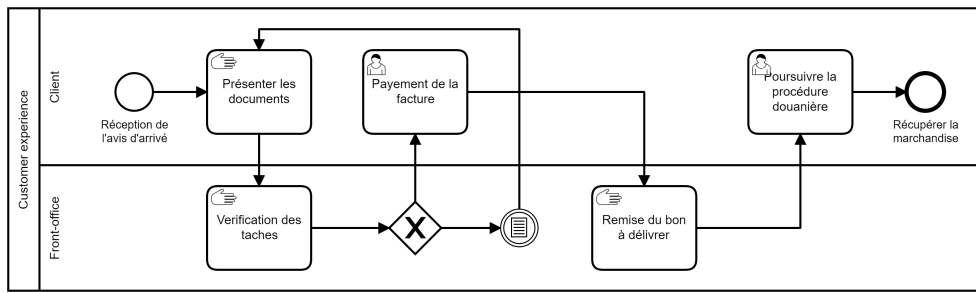 Customer experience
Client
Réception de
l'avis d'arrivé
Présenter les
documents
Payement de la
facture
Poursuivre la
procédure
douanière
Récupérer la
marchandise
Front-office
Verification des
taches
X
Remise du bon
à délivrer